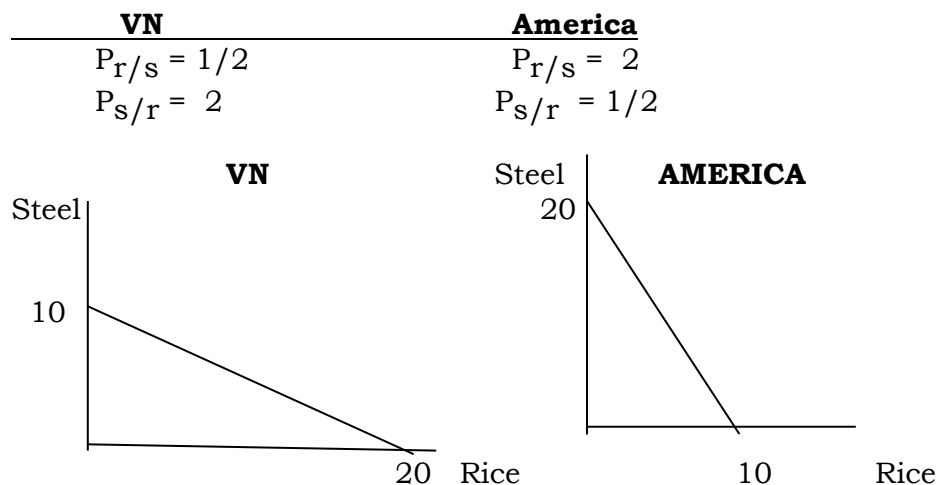 VN America
Pr/s = 1/2 Pr/s = 2
Ps/r = 2 Ps/r = 1/2
VN Steel AMERICA
Steel 20
10
20 Rice 10 Rice